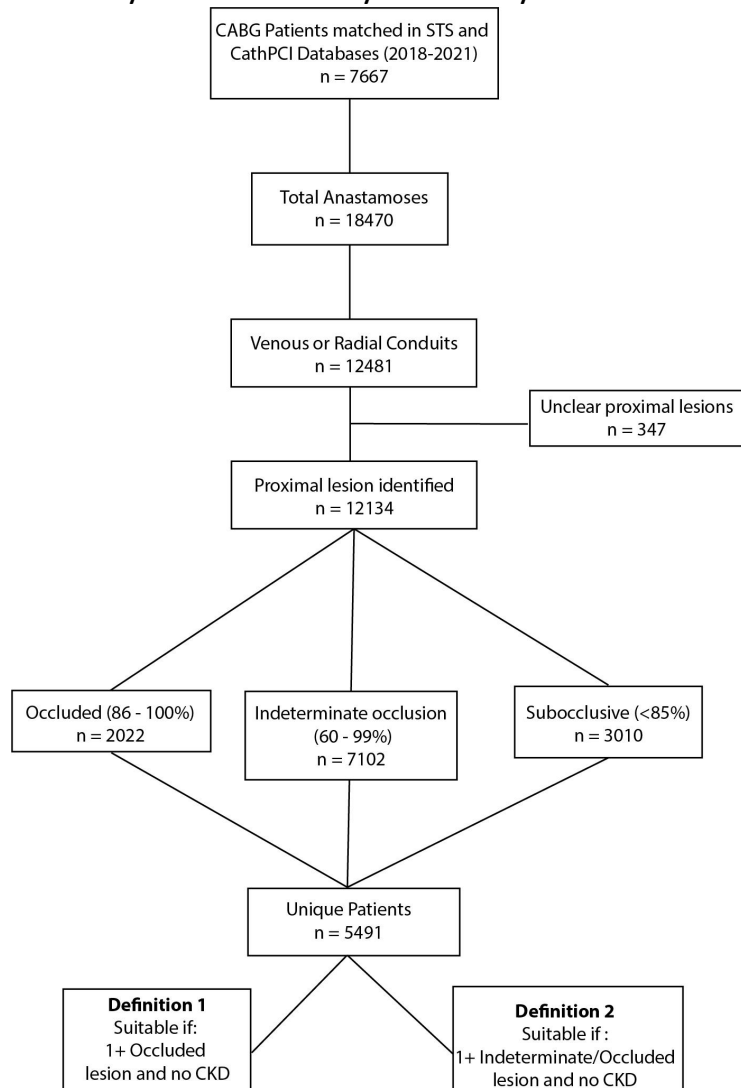 CABG Patients matched in STS and
CathPCI Databases (2018-2021)
n = 7667
Total Anastamoses
n = 18470
Venous or Radial Conduits
n = 12481
Unclear proximal lesions
n = 347
Proximal lesion identified
n = 12134
Occluded (86 - 100%)
n = 2022
Indeterminate occlusion
(60 - 99%)
n = 7102
Subocclusive (<85%)
n = 3010
Unique Patients
n = 5491
Definition 1
Suitable if:
1+ Occluded
lesion and no CKD
Definition 2
Suitable if :
1+ Indeterminate/Occluded
lesion and no CKD